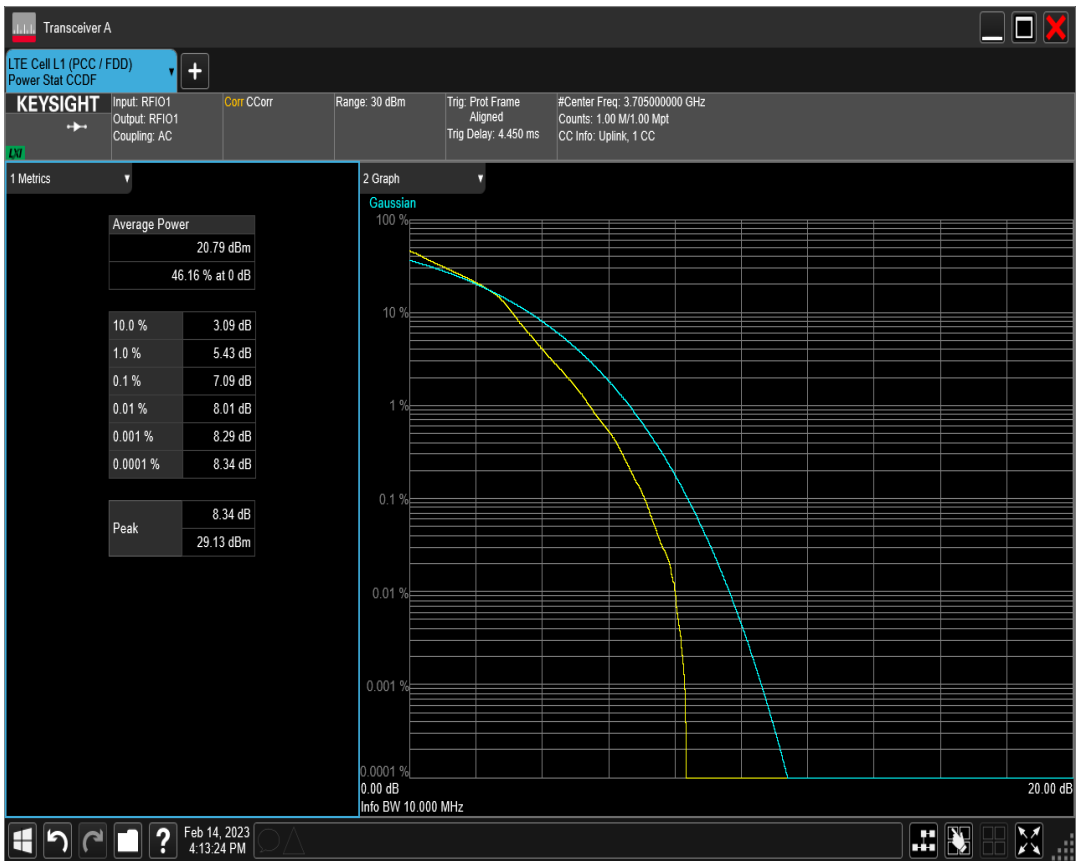 Transceiver A
LTE Cell L1 (PCC / FDD)
Power Stat CCDF
+
KEYSIGHT
LXI
Input: RFIO1
Output: RFIO1
Coupling: AC
Corr CCorr
Range: 30 dBm
Trig: Prot Frame
Aligned
Trig Delay: 4.450 ms
#Center Freq: 3.705000000 GHz
Counts: 1.00 M/1.00 Mpt
CC Info: Uplink, 1 CC
1 Metrics
Average Power
20.79 dBm
46.16 % at 0 dB
10.0 % 3.09 dB
1.0 % 5.43 dB
0.1 % 7.09 dB
0.01 % 8.01 dB
0.001 % 8.29 dB
0.0001 % 8.34 dB
Peak
8.34 dB
29.13 dBm
2 Graph
Gaussian
100 %
10 %
1 %
0.1 %
0.01 %
0.001 %
0.0001 %
0.00 dB 20.00 dB
Info BW 10.000 MHz
?
Feb 14, 2023
4:13:24 PM